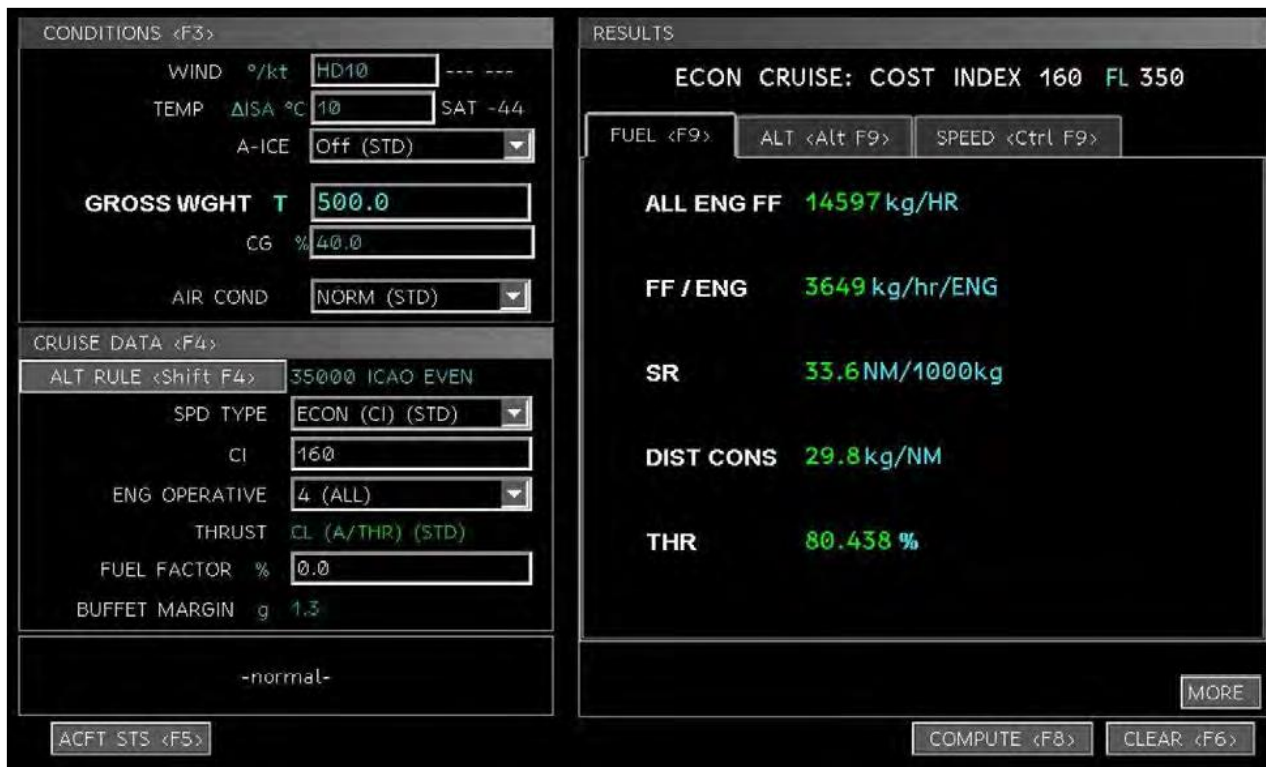 CONDITIONS <F3>
WIND °/kt HD10 --- ---
TEMP ΔISA °C 10 SAT -44
A-ICE Off (STD)
GROSS WGHT T 500.0
CG % 40.0
AIR COND NORM (STD)
CRUISE DATA <F4>
ALT RULE <Shift F4> 35000 ICAO EVEN
SPD TYPE ECON (CI) (STD)
CI 160
ENG OPERATIVE 4 (ALL)
THRUST CL (A/THR) (STD)
FUEL FACTOR % 0.0
BUFFET MARGIN g 1.3
-normal-
ACFT STS <F5>
RESULTS
ECON CRUISE: COST INDEX 160 FL 350
FUEL <F9> ALT <Alt F9> SPEED <Ctrl F9>
ALL ENG FF 14597 kg/HR
FF / ENG 3649 kg/hr/ENG
SR 33.6 NM/1000kg
DIST CONS 29.8 kg/NM
THR 80.438 %
MORE
COMPUTE <F8> CLEAR <F6>